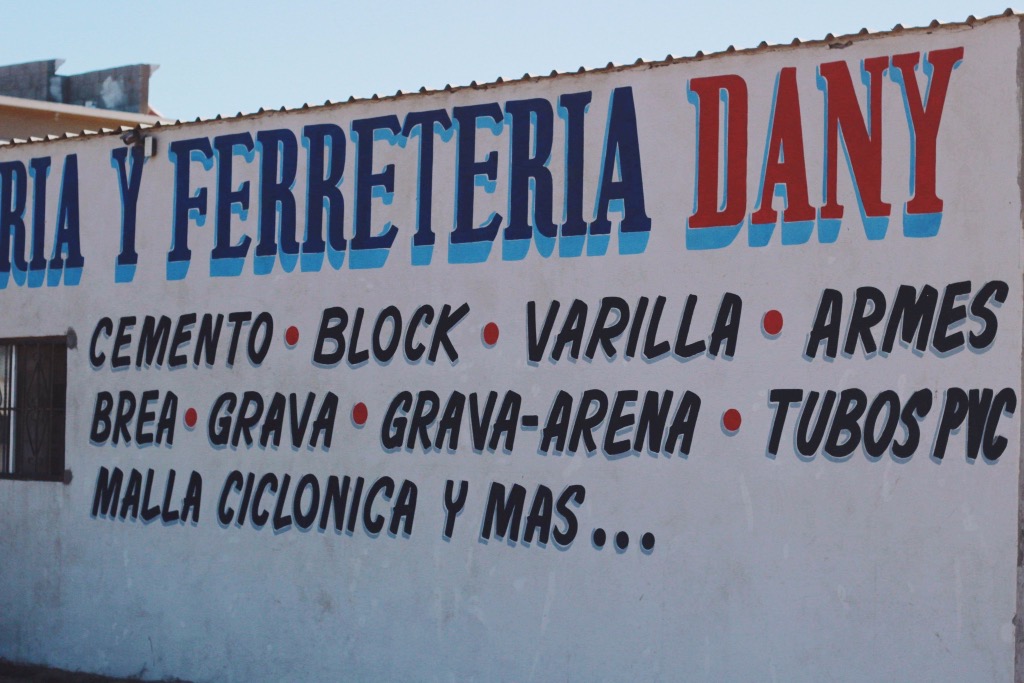 RIA Y FERRETERIA DANY
CEMENTO • BLOCK • VARILLA • ARMES
BREA • GRAVA • GRAVA-ARENA • TUBOS PVC
MALLA CICLONICA Y MAS...